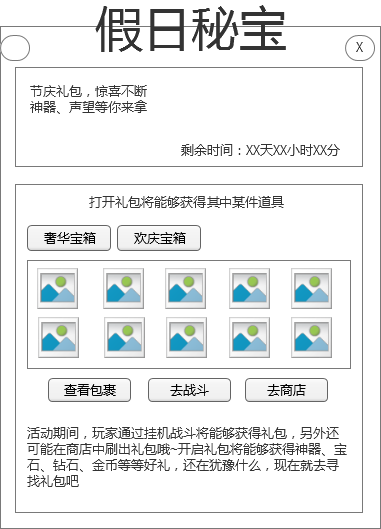 假日秘宝
X
节庆礼包，惊喜不断
神器、声望等你来拿
剩余时间：XX天XX小时XX分
打开礼包将能够获得其中某件道具
奢华宝箱 欢庆宝箱
查看包裹 去战斗 去商店
活动期间，玩家通过挂机战斗将能够获得礼包，另外还
可能在商店中刷出礼包哦~开启礼包将能够获得神器、宝
石、钻石、金币等等好礼，还在犹豫什么，现在就去寻
找礼包吧